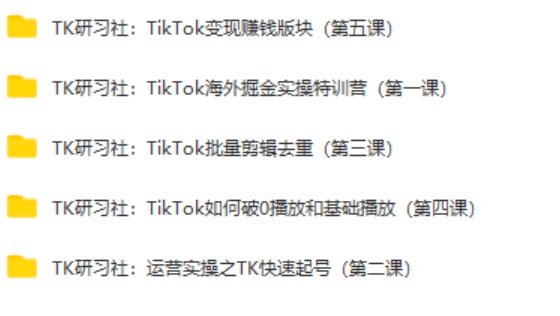 TK研习社：TikTok变现赚钱版块（第五课）
TK研习社：TikTok海外掘金实操特训营（第一课）
TK研习社：TikTok批量剪辑去重（第三课）
TK研习社：TikTok如何破0播放和基础播放（第四课）
TK研习社：运营实操之TK快速起号（第二课）